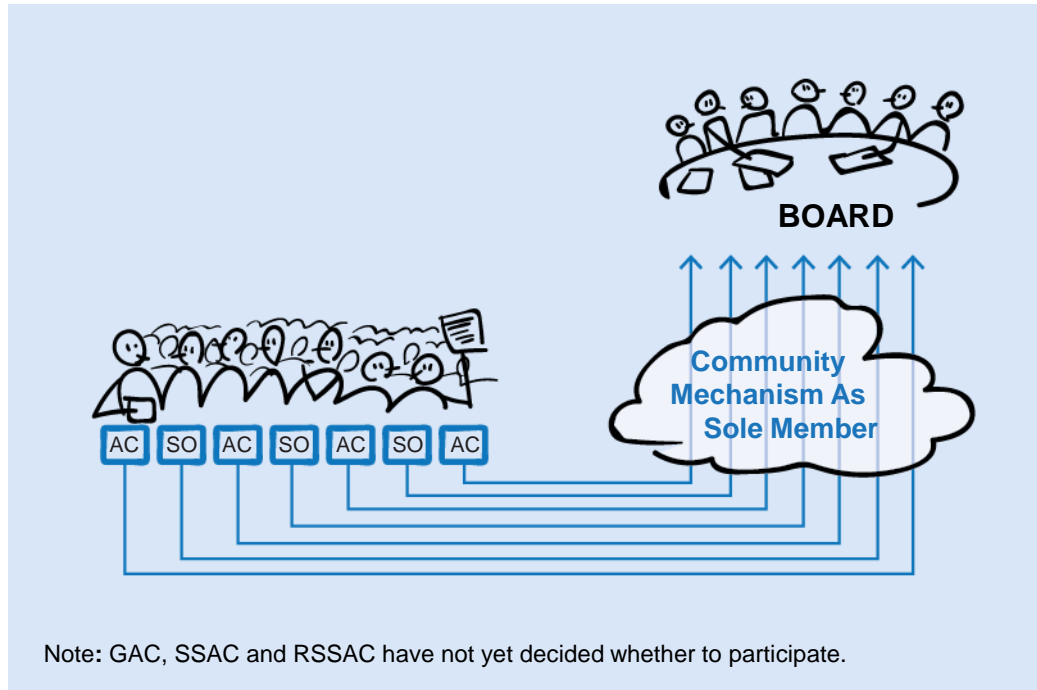 BOARD
Community
Mechanism As
Sole Member
AC SO AC SO AC SO AC
Note: GAC, SSAC and RSSAC have not yet decided whether to participate.